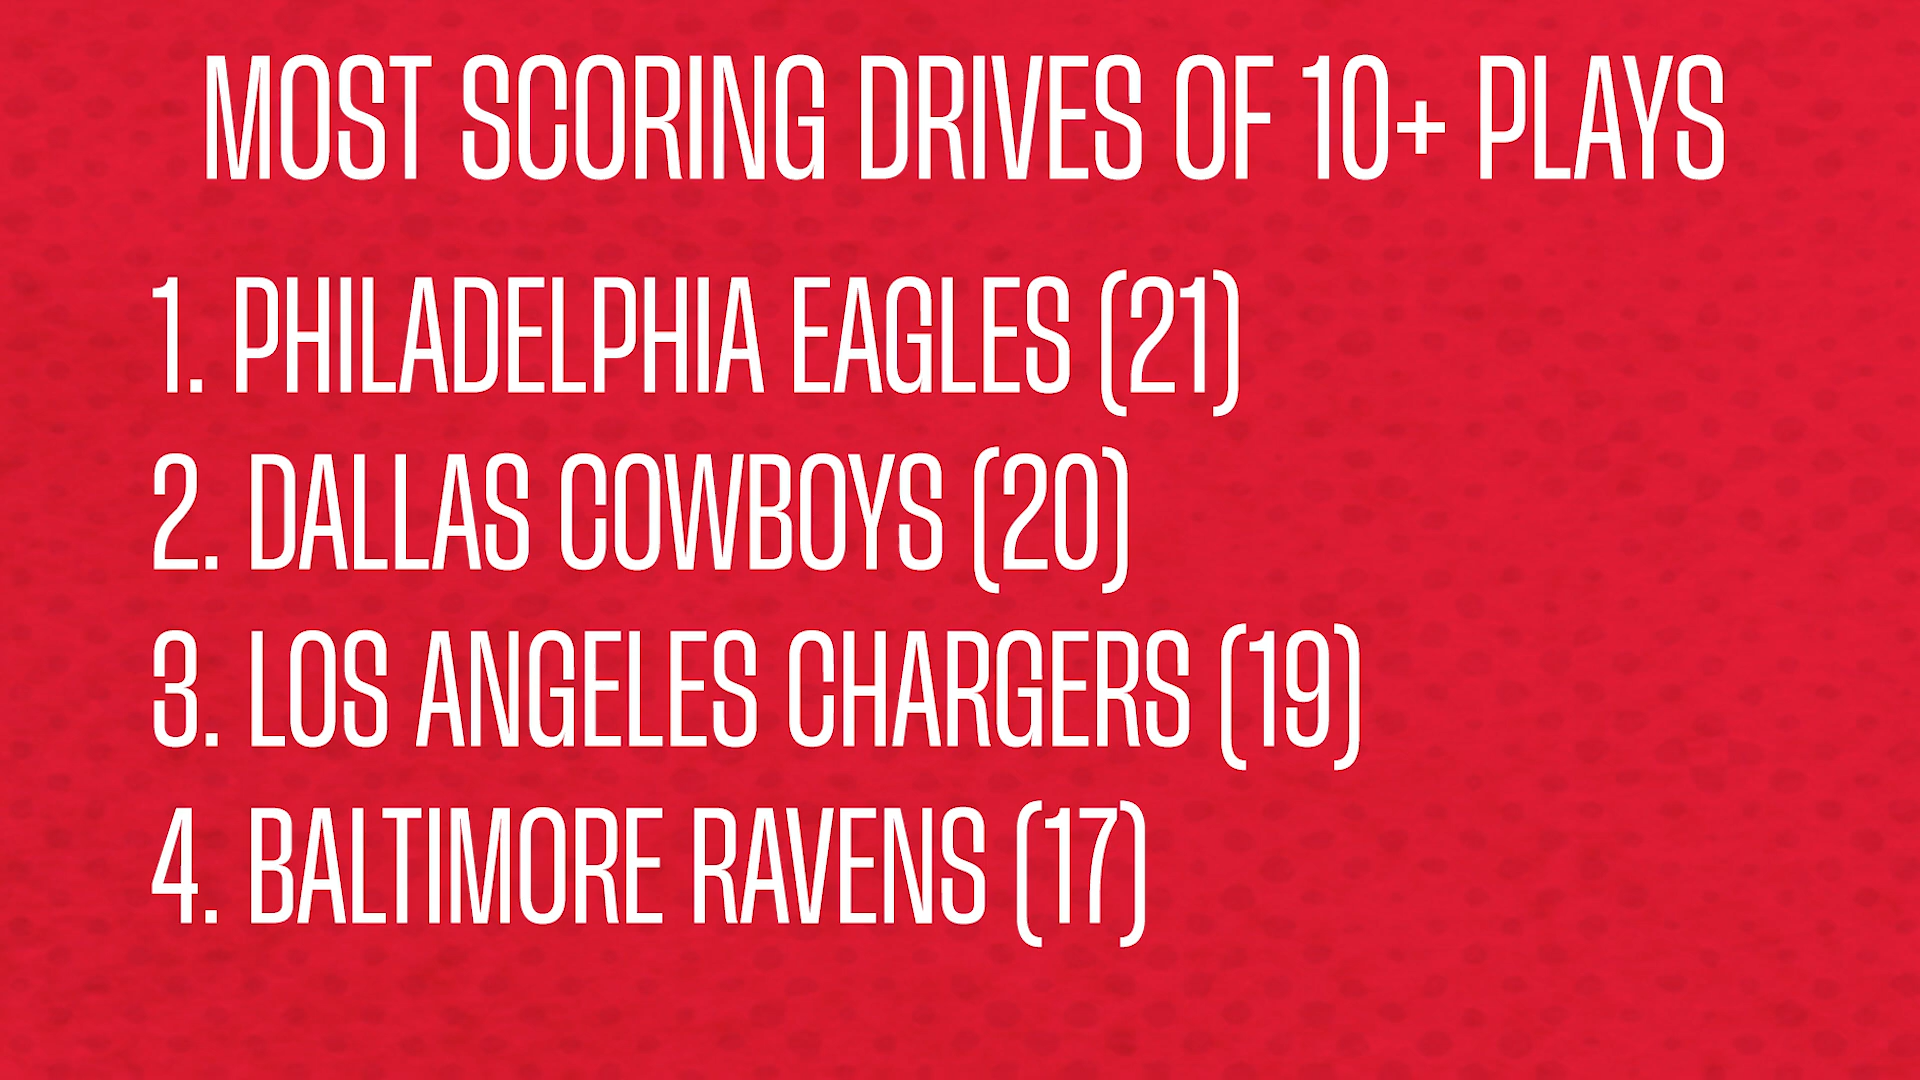 MOST SCORING DRIVES OF 10+ PLAYS
1. PHILADELPHIA EAGLES (21)
2. DALLAS COWBOYS (20)
3. LOS ANGELES CHARGERS (19)
4. BALTIMORE RAVENS (17)